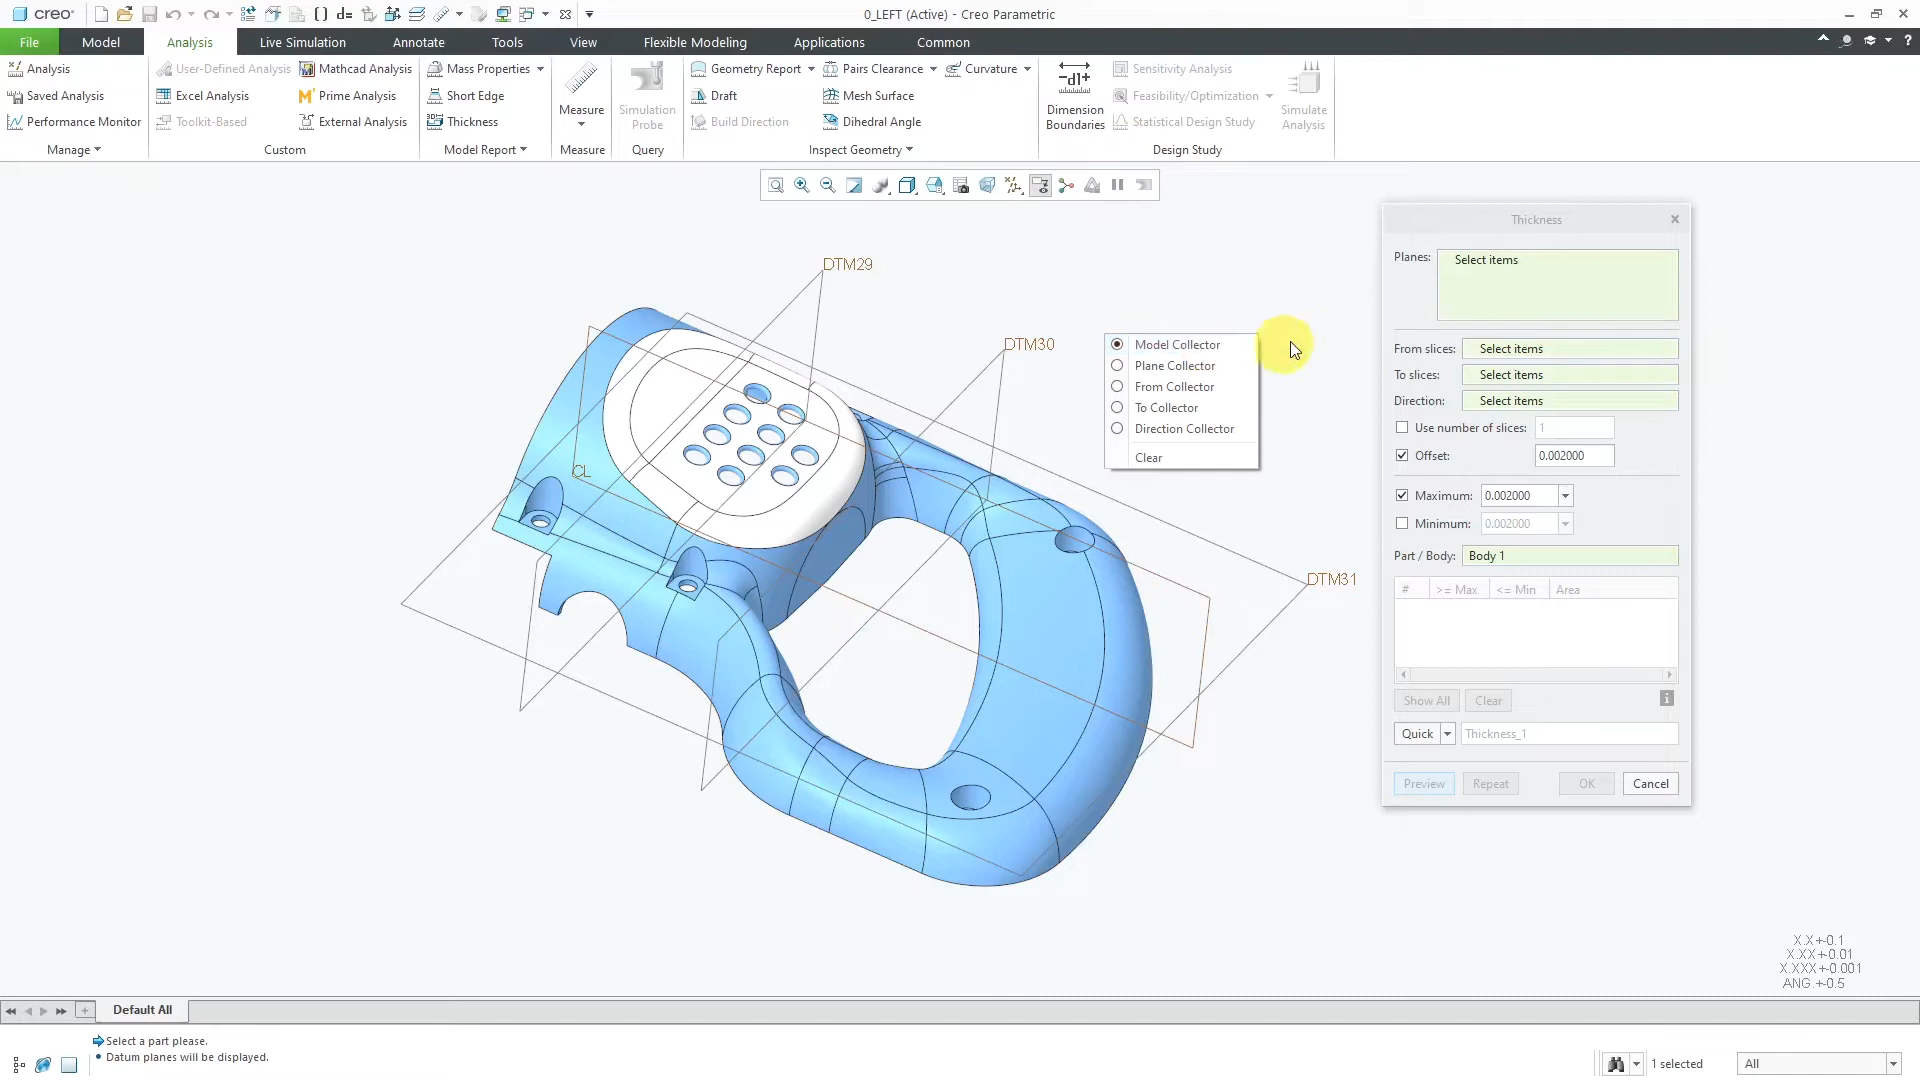 creo
d=
0_LEFT (Active) - Creo Parametric
File
Model
Analysis
Live Simulation
Annotate
Tools
View
Flexible Modeling
Applications
Common
Analysis
Saved Analysis
Performance Monitor
Manage
User-Defined Analysis
Excel Analysis
Toolkit-Based
Mathcad Analysis
Prime Analysis
External Analysis
Custom
Mass Properties
Short Edge
Thickness
Model Report
Measure
Measure
Simulation
Probe
Query
Geometry Report
Draft
Build Direction
Pairs Clearance
Mesh Surface
Dihedral Angle
Curvature
Inspect Geometry
Dimension
Boundaries
Sensitivity Analysis
Feasibility/Optimization
Statistical Design Study
Simulate
Analysis
Design Study
DTM29
DTM30
DTM31
CL
Model Collector
Plane Collector
From Collector
To Collector
Direction Collector
Clear
Thickness
Planes: Select items
From slices: Select items
To slices: Select items
Direction: Select items
Use number of slices: 1
Offset: 0.002000
Maximum: 0.002000
Minimum: 0.002000
Part / Body: Body 1
# >= Max <= Min Area
Show All Clear
Quick Thickness_1
Preview Repeat OK Cancel
X.X+-0.1
X.XX+-0.01
X.XXX+-0.001
ANG.+-0.5
Default All
Select a part please.
• Datum planes will be displayed.
1 selected
All